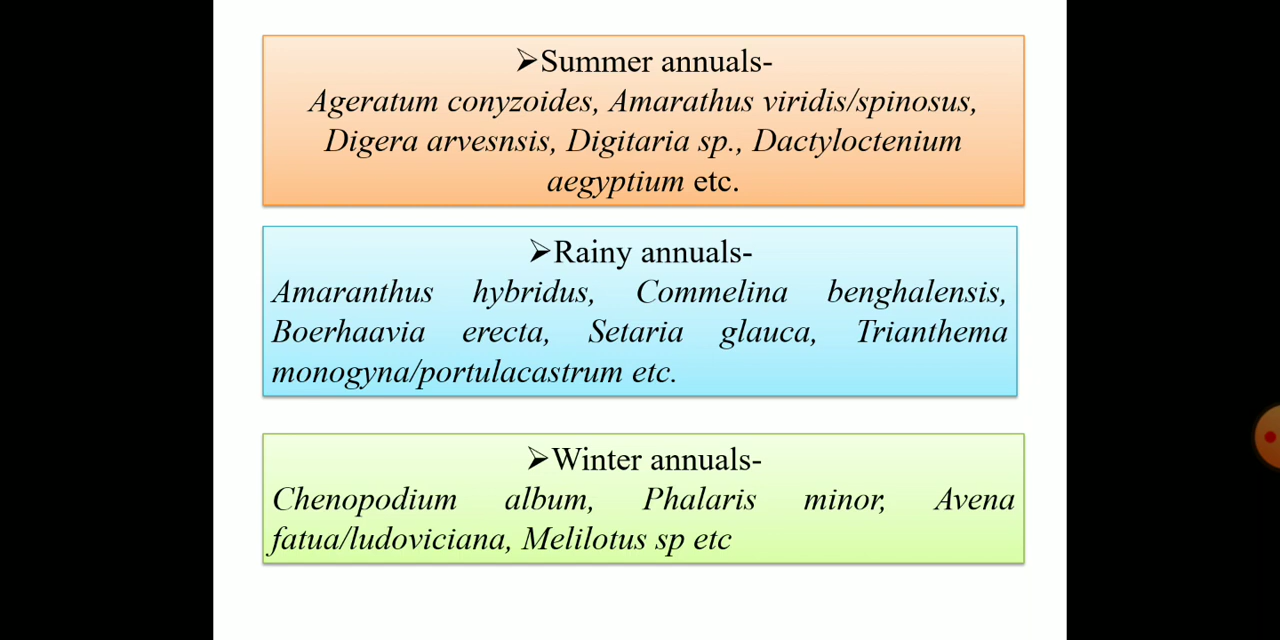 ➢Summer annuals-
Ageratum conyzoides, Amarathus viridis/spinosus,
Digera arvesnsis, Digitaria sp., Dactyloctenium
aegyptium etc.
➢Rainy annuals-
Amaranthus hybridus, Commelina benghalensis,
Boerhaavia erecta, Setaria glauca, Trianthema
monogyna/portulacastrum etc.
➢Winter annuals-
Chenopodium album, Phalaris minor, Avena
fatua/ludoviciana, Melilotus sp etc